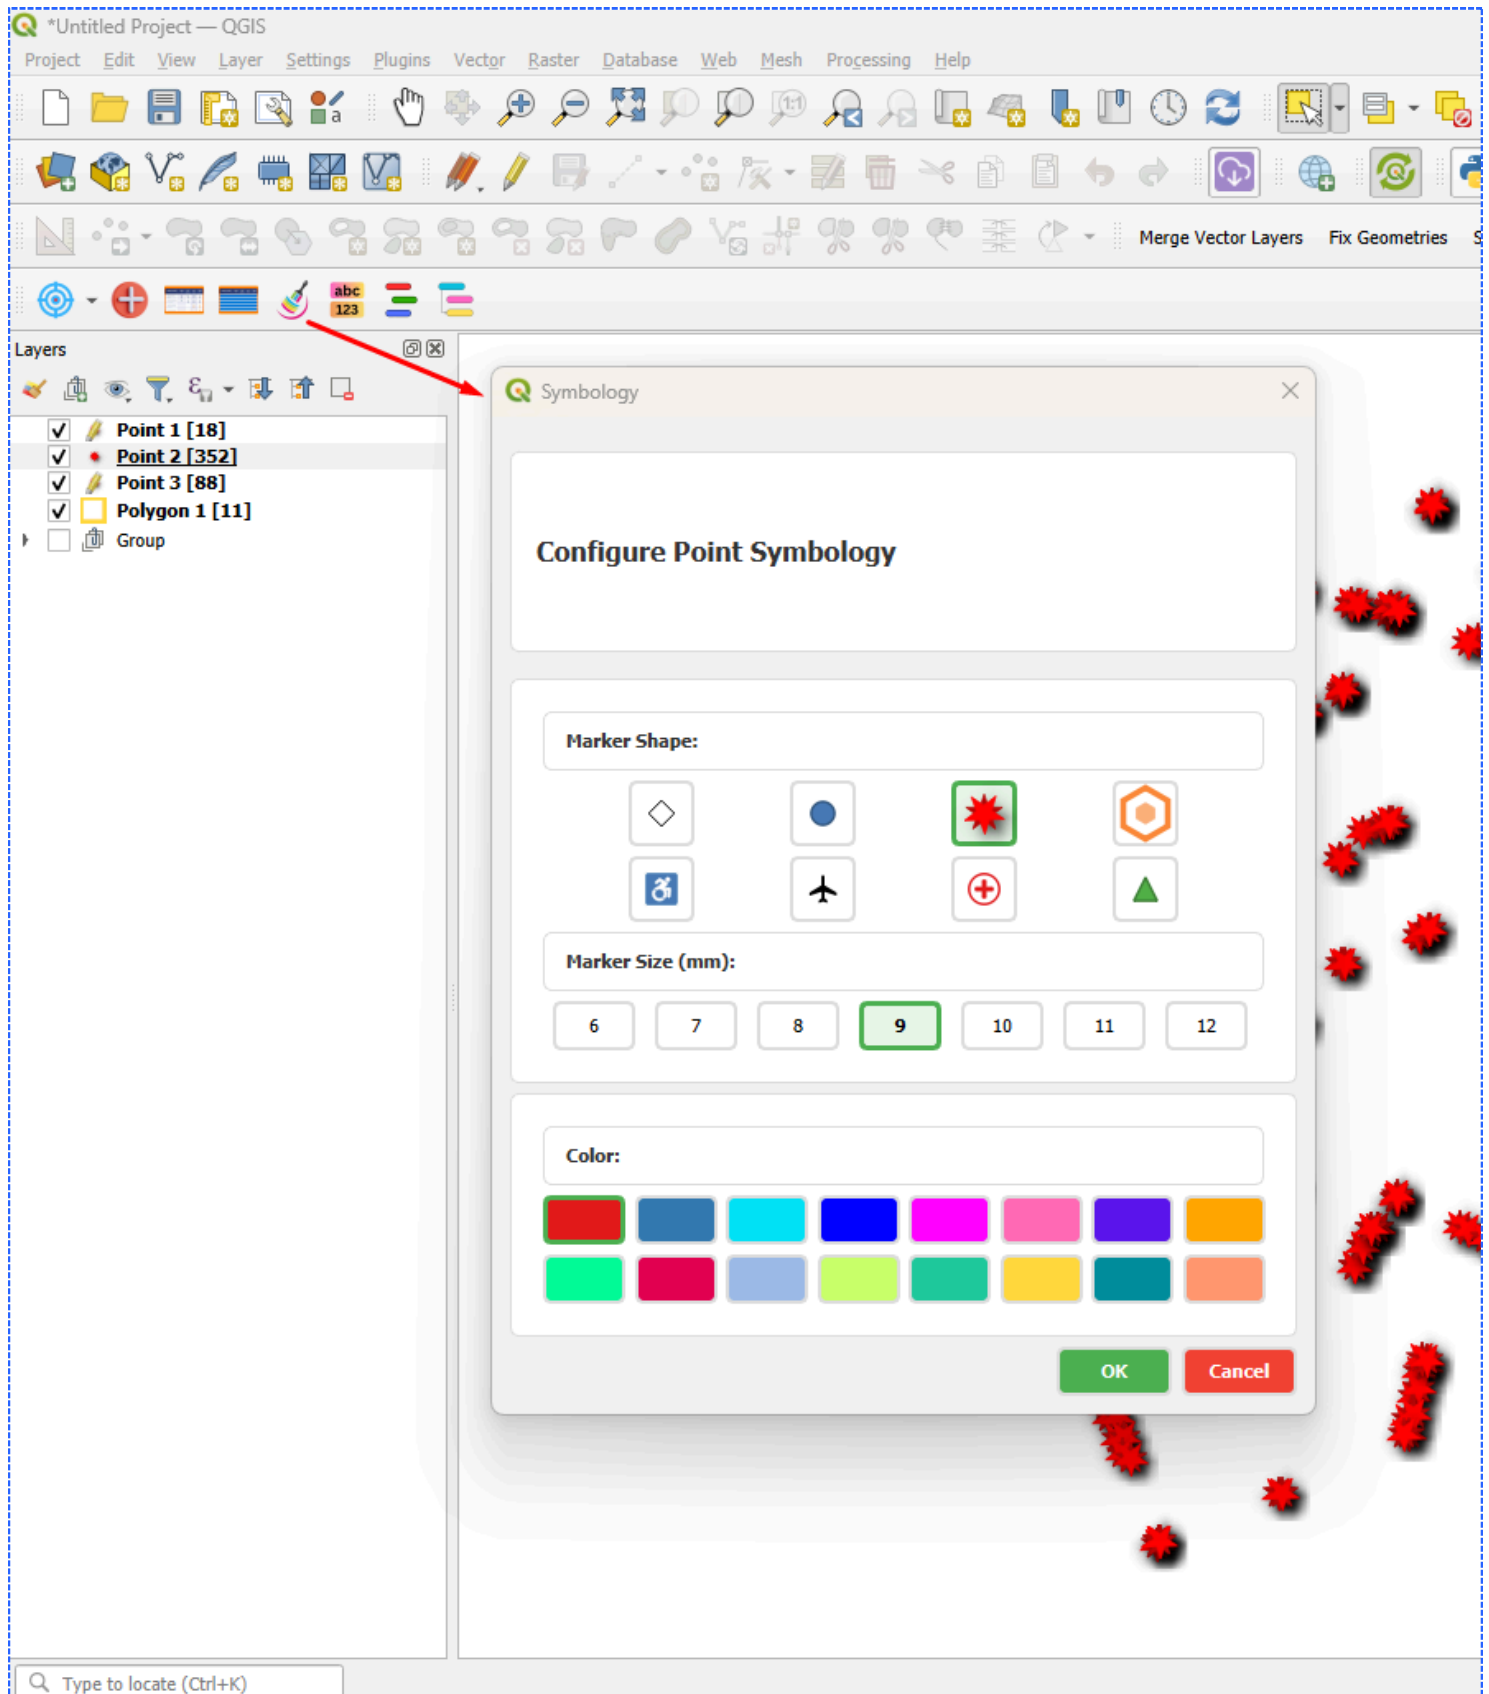 *Untitled Project — QGIS
Project Edit View Layer Settings Plugins Vector Raster Database Web Mesh Processing Help
a
1:1
Merge Vector Layers Fix Geometries S
abc
123
Layers
Symbology
Point 1 [18]
Point 2 [352]
Point 3 [88]
Polygon 1 [11]
Group
Configure Point Symbology
Marker Shape:
Marker Size (mm):
6 7 8 9 10 11 12
Color:
OK Cancel
Type to locate (Ctrl+K)